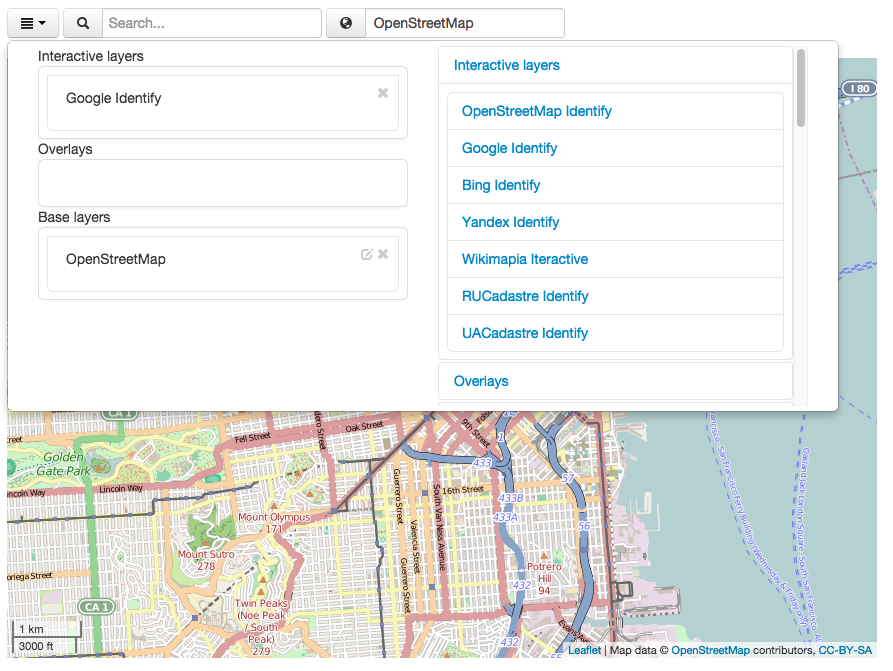 Search...
OpenStreetMap
Interactive layers
Google Identify
Overlays
Base layers
OpenStreetMap
Interactive layers
OpenStreetMap Identify
Google Identify
Bing Identify
Yandex Identify
Wikimapia Iteractive
RUCadastre Identify
UACadastre Identify
Overlays
I 80
CA 1
Oak Street
Fell Street
9th Street
1
Golden
Gate Park
Lincoln Way
433
57
16th Street
433B
433A
56
Guerrero Street
South Van Ness Avenue
Valencia Street
Guerrero Street
Mount Olympus
171
Mount Sutro
278
Potrero
Hill
94
432
CA 1
Twin Peaks
(Noe Peak
/ South
Peak)
279
432
1 km
3000 ft
Leaflet | Map data © OpenStreetMap contributors, CC-BY-SA